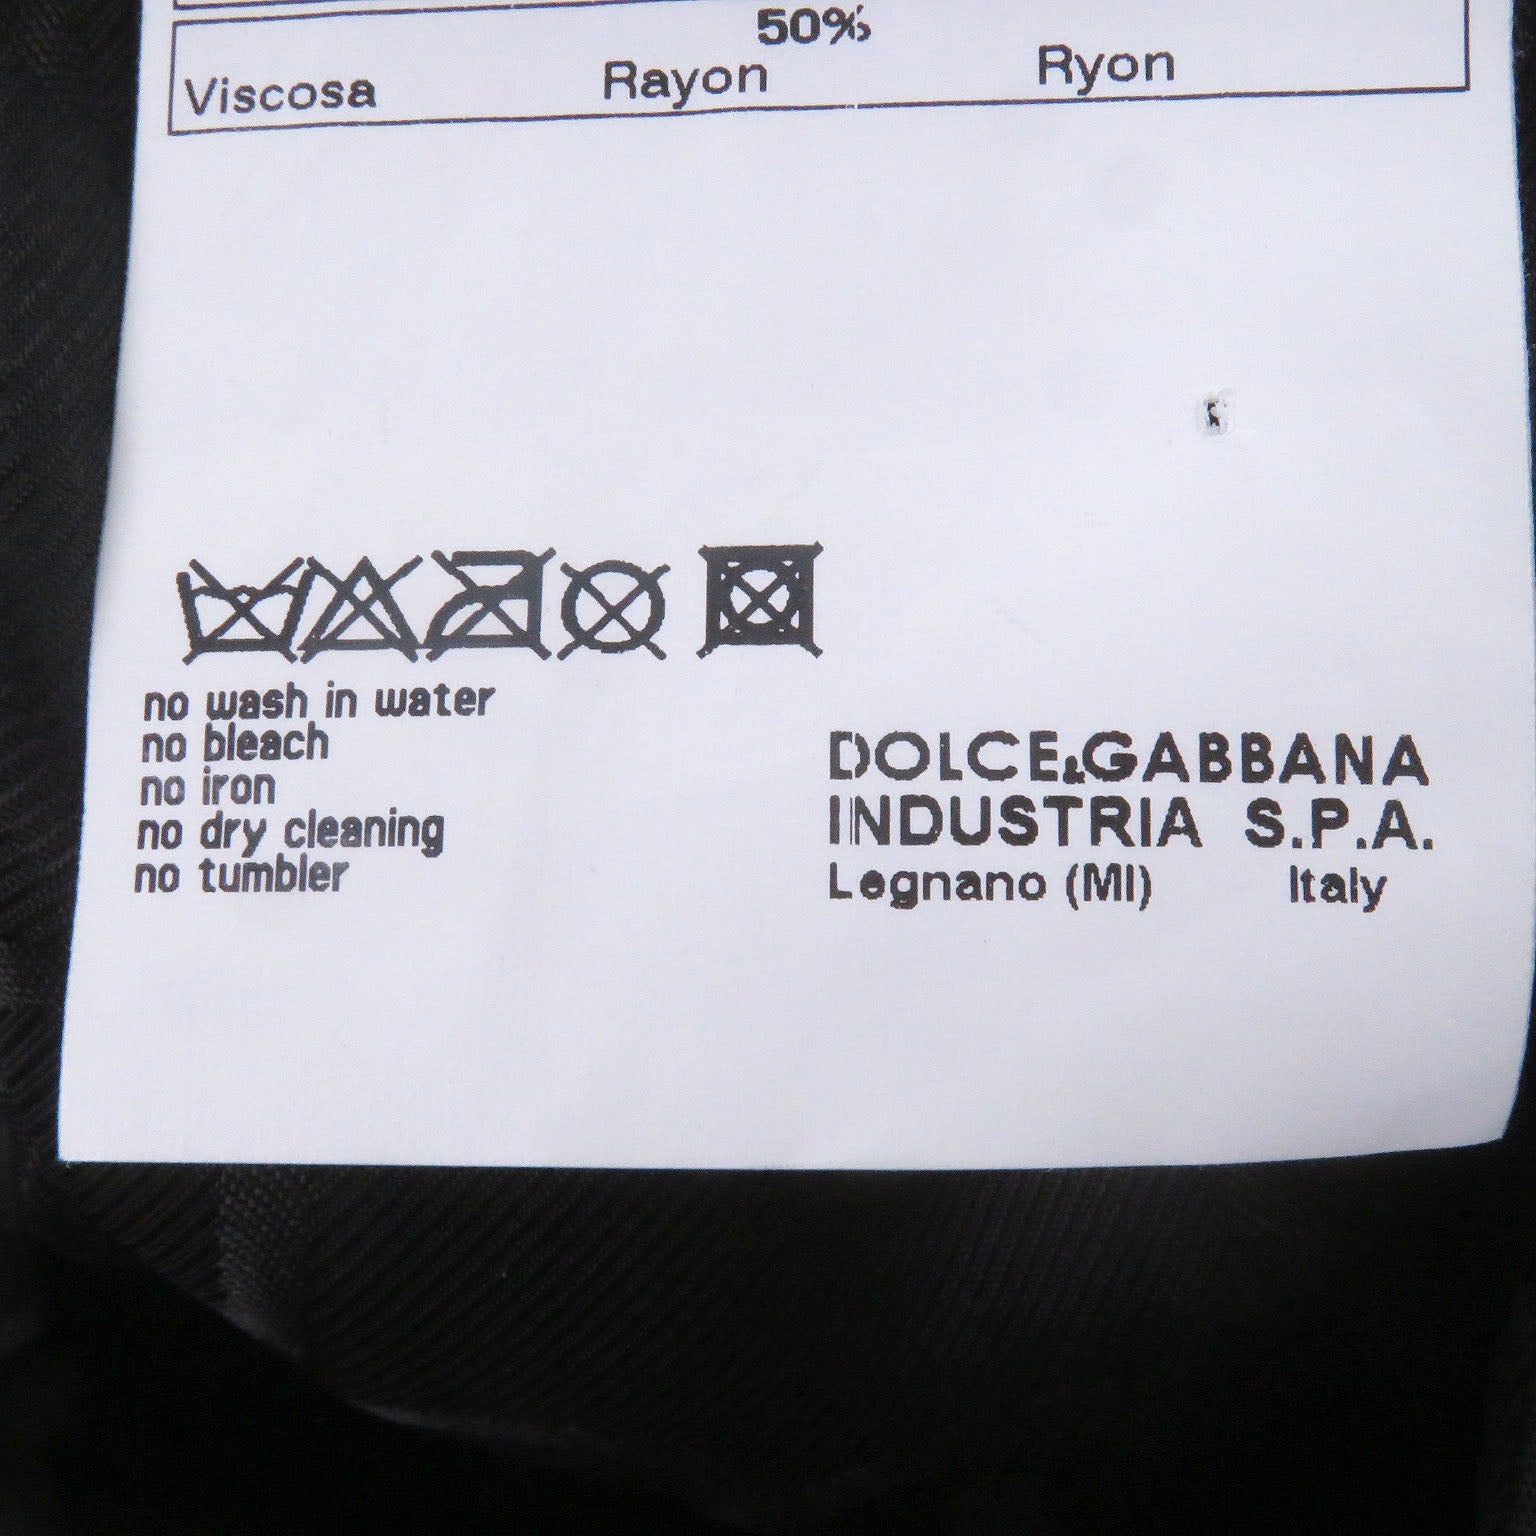 50%
Viscosa Rayon Ryon
no wash in water
no bleach
no iron
no dry cleaning
no tumbler
DOLCE&GABBANA
INDUSTRIA S.P.A.
Legnano (MI) Italy